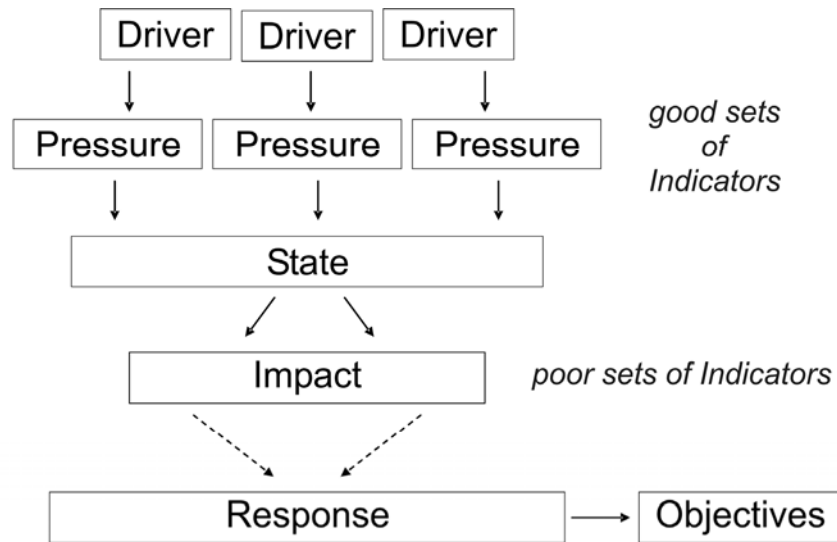 Driver Driver Driver
Pressure Pressure Pressure
good sets
of
Indicators
State
Impact
poor sets of Indicators
Response
Objectives